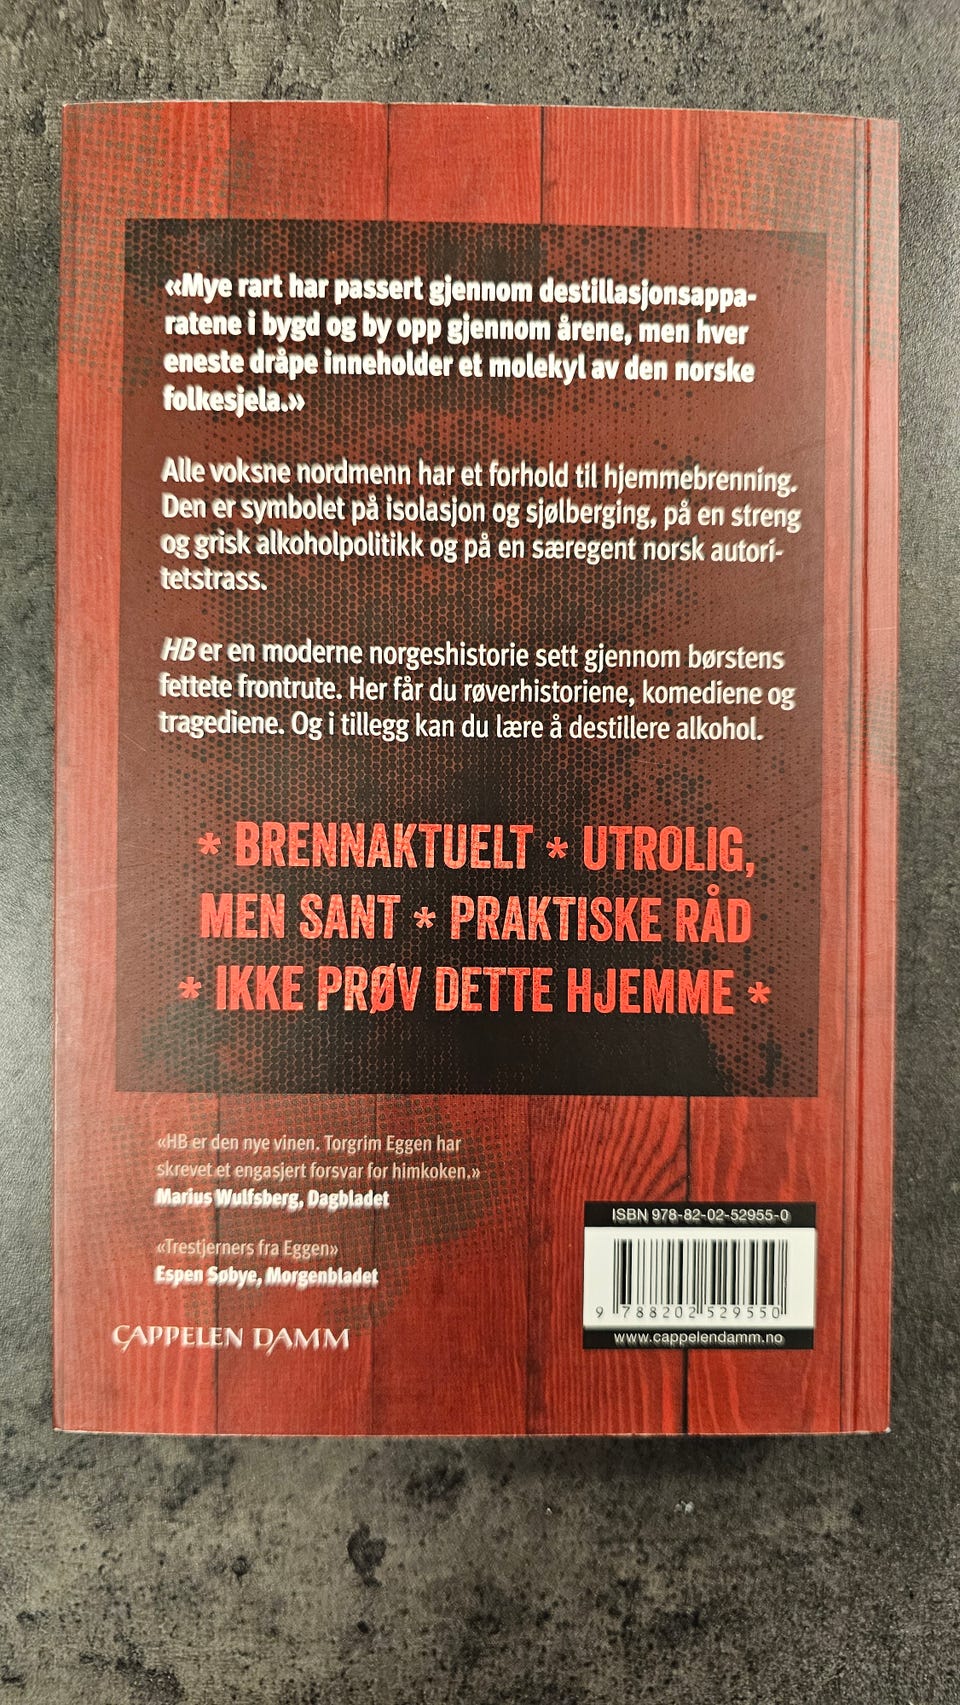 «Mye rart har passert gjennom destillasjonsappa-
ratene i bygd og by opp gjennom årene, men hver
eneste dråpe inneholder et molekyl av den norske
folkesjela.»
Alle voksne nordmenn har et forhold til hjemmebrenning.
Den er symbolet på isolasjon og sjølberging, på en streng
og grisk alkoholpolitikk og på en særegent norsk autori-
tetstrass.
HB er en moderne norgeshistorie sett gjennom børstens
fettete frontrute. Her får du røverhistoriene, komediene og
tragediene. Og i tillegg kan du lære å destillere alkohol.
* BRENNAKTUELT * UTROLIG,
MEN SANT * PRAKTISKE RÅD
* IKKE PRØV DETTE HJEMME *
«HB er den nye vinen. Torgrim Eggen har
skrevet et engasjert forsvar for himkoken.»
Marius Wulfsberg, Dagbladet
«Trestjerners fra Eggen»
Espen Søbye, Morgenbladet
CAPPELEN DAMM
ISBN 978-82-02-52955-0
9 788202 529550
www.cappelendamm.no